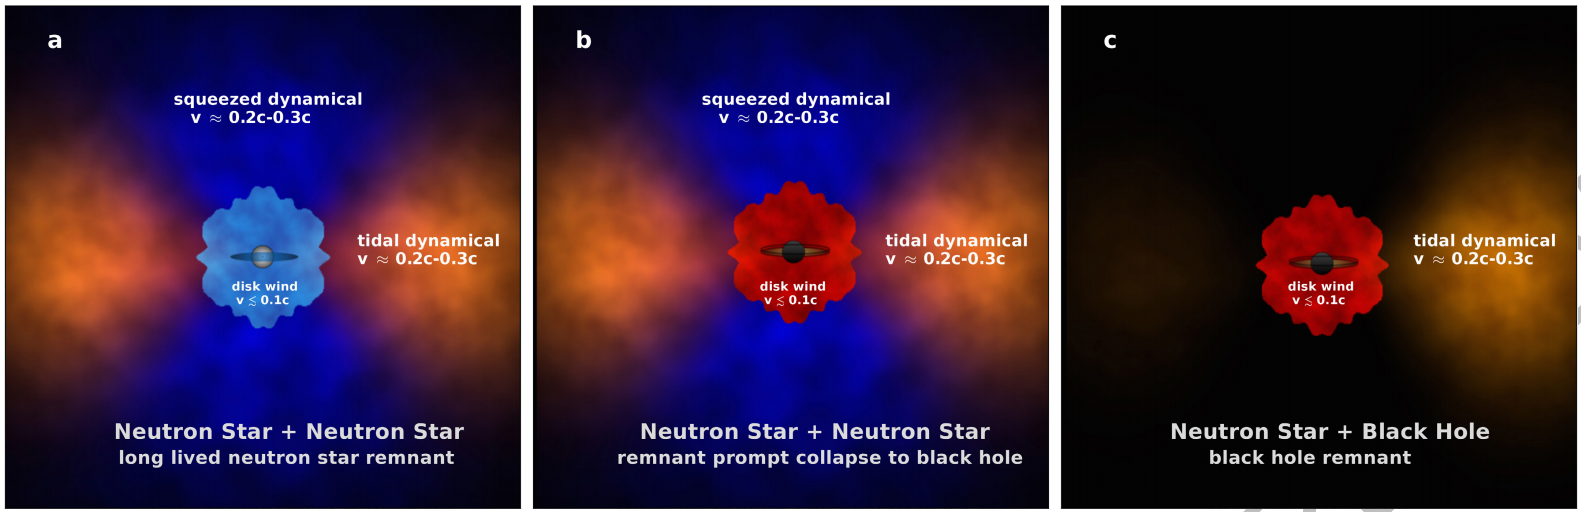 a
squeezed dynamical
v ≈ 0.2c-0.3c
tidal dynamical
v ≈ 0.2c-0.3c
disk wind
v ≲ 0.1c
Neutron Star + Neutron Star
long lived neutron star remnant
b
squeezed dynamical
v ≈ 0.2c-0.3c
tidal dynamical
v ≈ 0.2c-0.3c
disk wind
v ≲ 0.1c
Neutron Star + Neutron Star
remnant prompt collapse to black hole
c
tidal dynamical
v ≈ 0.2c-0.3c
disk wind
v ≲ 0.1c
Neutron Star + Black Hole
black hole remnant